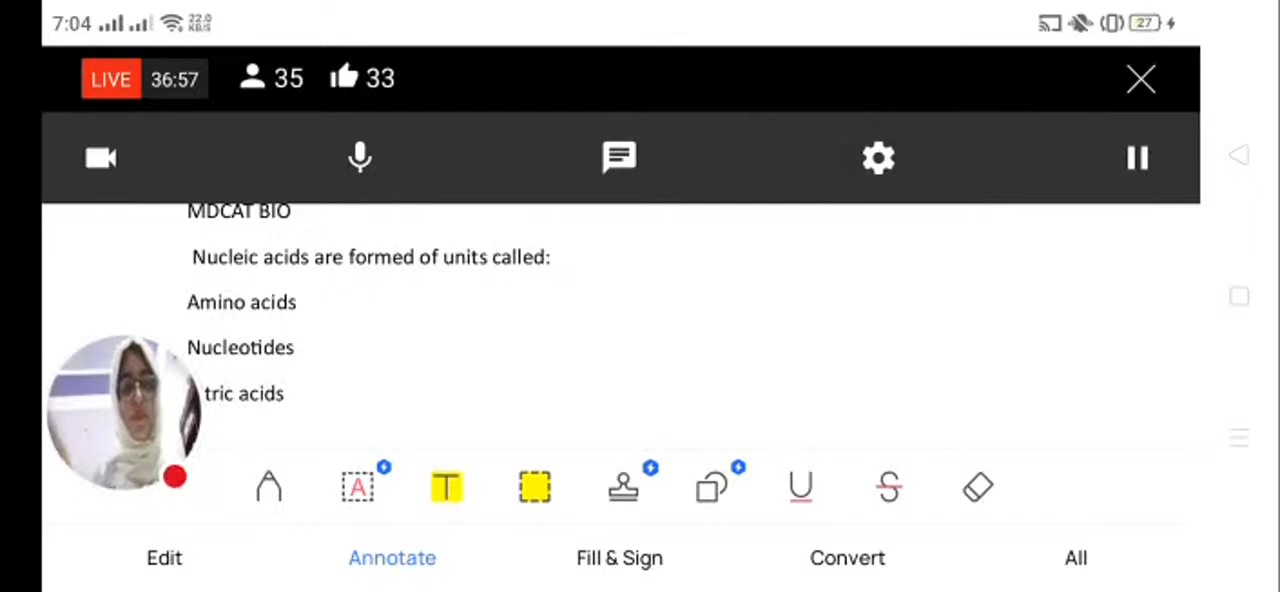 7:04 22.0 KB/S 27
LIVE 36:57 35 33
MDCAT BIO
Nucleic acids are formed of units called:
Amino acids
Nucleotides
tric acids
A T U S
Edit Annotate Fill & Sign Convert All